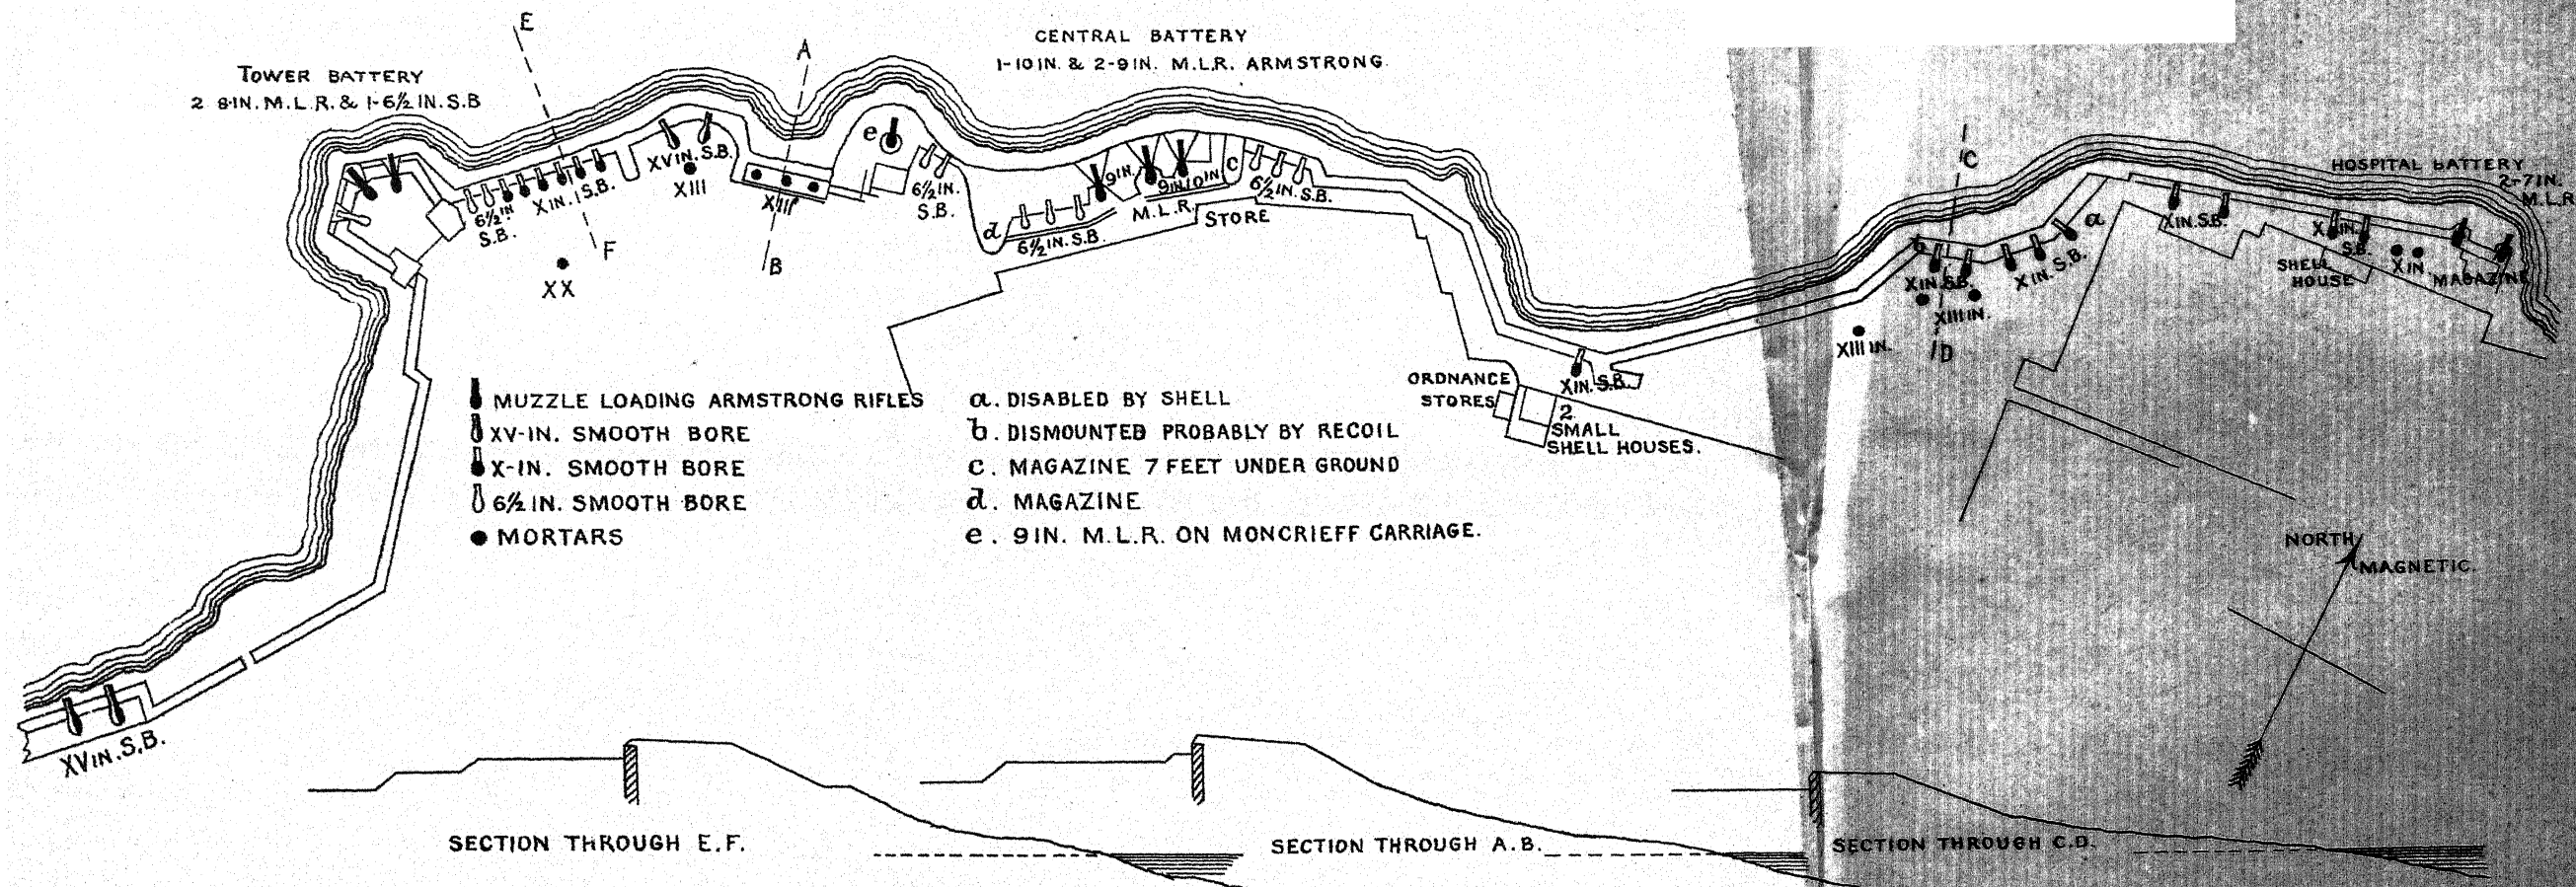 E
TOWER BATTERY
2 8-IN. M.L.R. & 1-6½ IN. S.B
A
CENTRAL BATTERY
1-10 IN. & 2-9 IN. M.L.R. ARMSTRONG.
e
XV IN. S.B.
XIII
XIII
6½ IN.
S.B.
X IN. S.B.
6½ IN.
S.B.
F
B
XX
d
6½ IN. S.B.
9 IN.
9 IN
10 IN
M.L.R.
C
STORE
6½ IN. S.B.
C
HOSPITAL BATTERY
2-7 IN.
M.L.R
a
X IN. S.B.
X IN.
S.B.
X IN
SHELL
HOUSE
MAGAZINE
b
X IN. S.B.
X IN. S.B.
XIII IN.
XIII IN.
D
ORDNANCE
STORES
X IN. S.B.
2
SMALL
SHELL HOUSES.
MUZZLE LOADING ARMSTRONG RIFLES
XV-IN. SMOOTH BORE
X-IN. SMOOTH BORE
6½ IN. SMOOTH BORE
MORTARS
a. DISABLED BY SHELL
b. DISMOUNTED PROBABLY BY RECOIL
c. MAGAZINE 7 FEET UNDER GROUND
d. MAGAZINE
e. 9 IN. M.L.R. ON MONCRIEFF CARRIAGE.
NORTH
MAGNETIC.
XV IN. S.B.
SECTION THROUGH E.F.
SECTION THROUGH A.B.
SECTION THROUGH C.D.